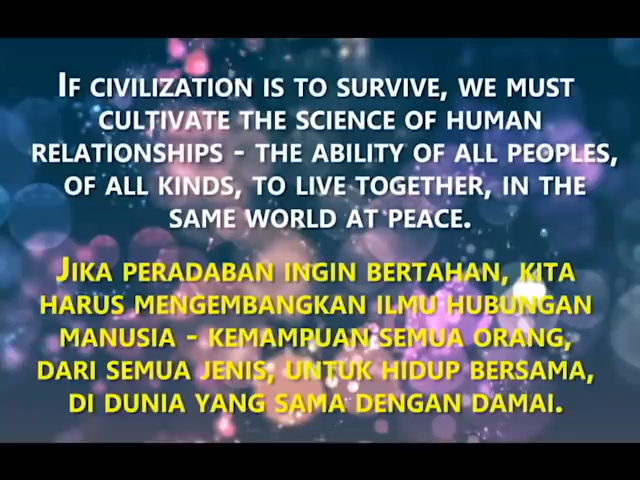 IF CIVILIZATION IS TO SURVIVE, WE MUST
CULTIVATE THE SCIENCE OF HUMAN
RELATIONSHIPS - THE ABILITY OF ALL PEOPLES,
OF ALL KINDS, TO LIVE TOGETHER, IN THE
SAME WORLD AT PEACE.
JIKA PERADABAN INGIN BERTAHAN, KITA
HARUS MENGEMBANGKAN ILMU HUBUNGAN
MANUSIA - KEMAMPUAN SEMUA ORANG,
DARI SEMUA JENIS, UNTUK HIDUP BERSAMA,
DI DUNIA YANG SAMA DENGAN DAMAI.